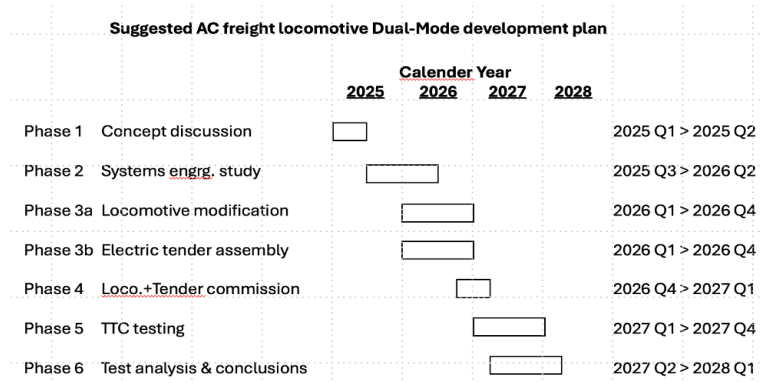 Suggested AC freight locomotive Dual-Mode development plan
Calender Year
2025 2026 2027 2028
Phase 1 Concept discussion 2025 Q1 > 2025 Q2
Phase 2 Systems engrg. study 2025 Q3 > 2026 Q2
Phase 3a Locomotive modification 2026 Q1 > 2026 Q4
Phase 3b Electric tender assembly 2026 Q1 > 2026 Q4
Phase 4 Loco.+Tender commission 2026 Q4 > 2027 Q1
Phase 5 TTC testing 2027 Q1 > 2027 Q4
Phase 6 Test analysis & conclusions 2027 Q2 > 2028 Q1